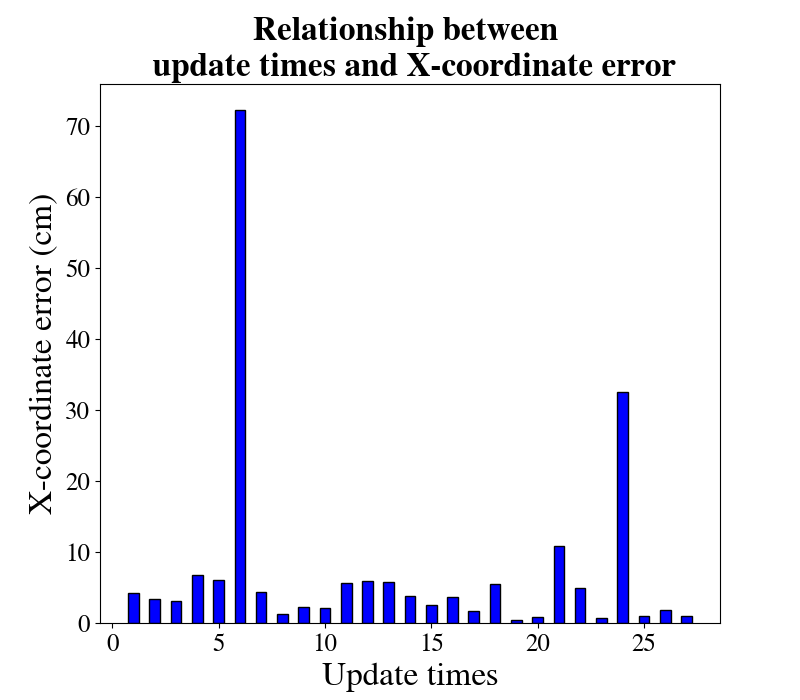 Relationship between
update times and X-coordinate error
X-coordinate error (cm)
70
60
50
40
30
20
10
0
0 5 10 15 20 25
Update times